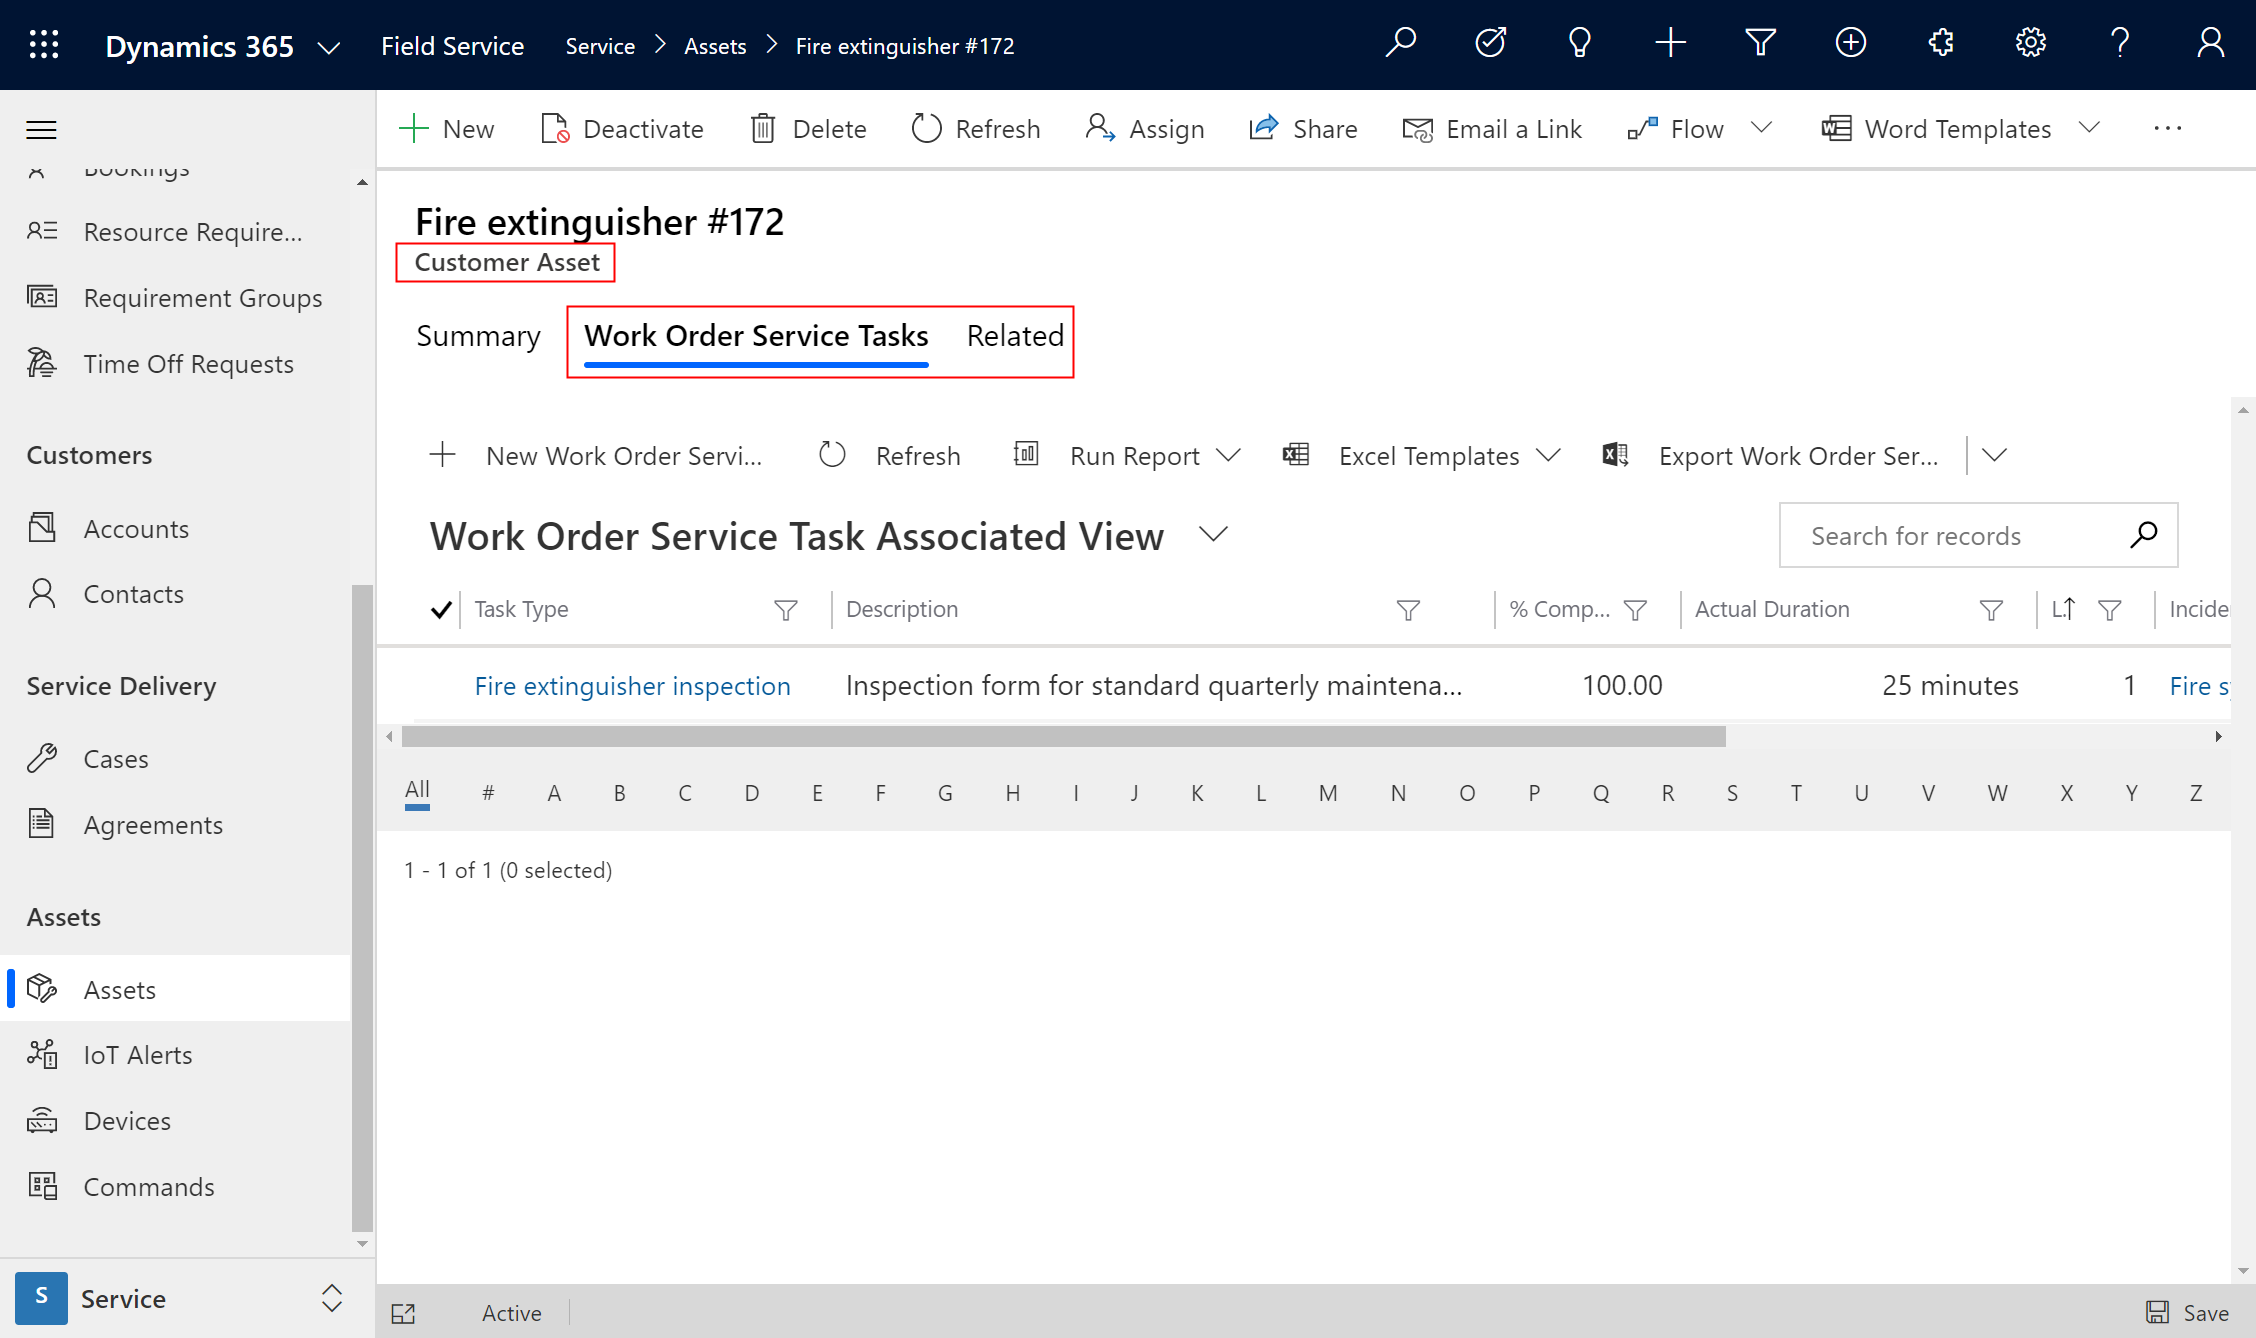 Dynamics 365 Field Service Service Assets Fire extinguisher #172
New Deactivate Delete Refresh Assign Share Email a Link Flow Word Templates
Bookings
Resource Require...
Requirement Groups
Time Off Requests
Customers
Accounts
Contacts
Service Delivery
Cases
Agreements
Assets
Assets
IoT Alerts
Devices
Commands
S Service
Fire extinguisher #172
Customer Asset
Summary Work Order Service Tasks Related
New Work Order Servi... Refresh Run Report Excel Templates Export Work Order Ser...
Work Order Service Task Associated View
Search for records
Task Type Description % Comp... Actual Duration L. Incide
Fire extinguisher inspection Inspection form for standard quarterly maintena... 100.00 25 minutes 1 Fire s
All # A B C D E F G H I J K L M N O P Q R S T U V W X Y Z
1 - 1 of 1 (0 selected)
Active
Save